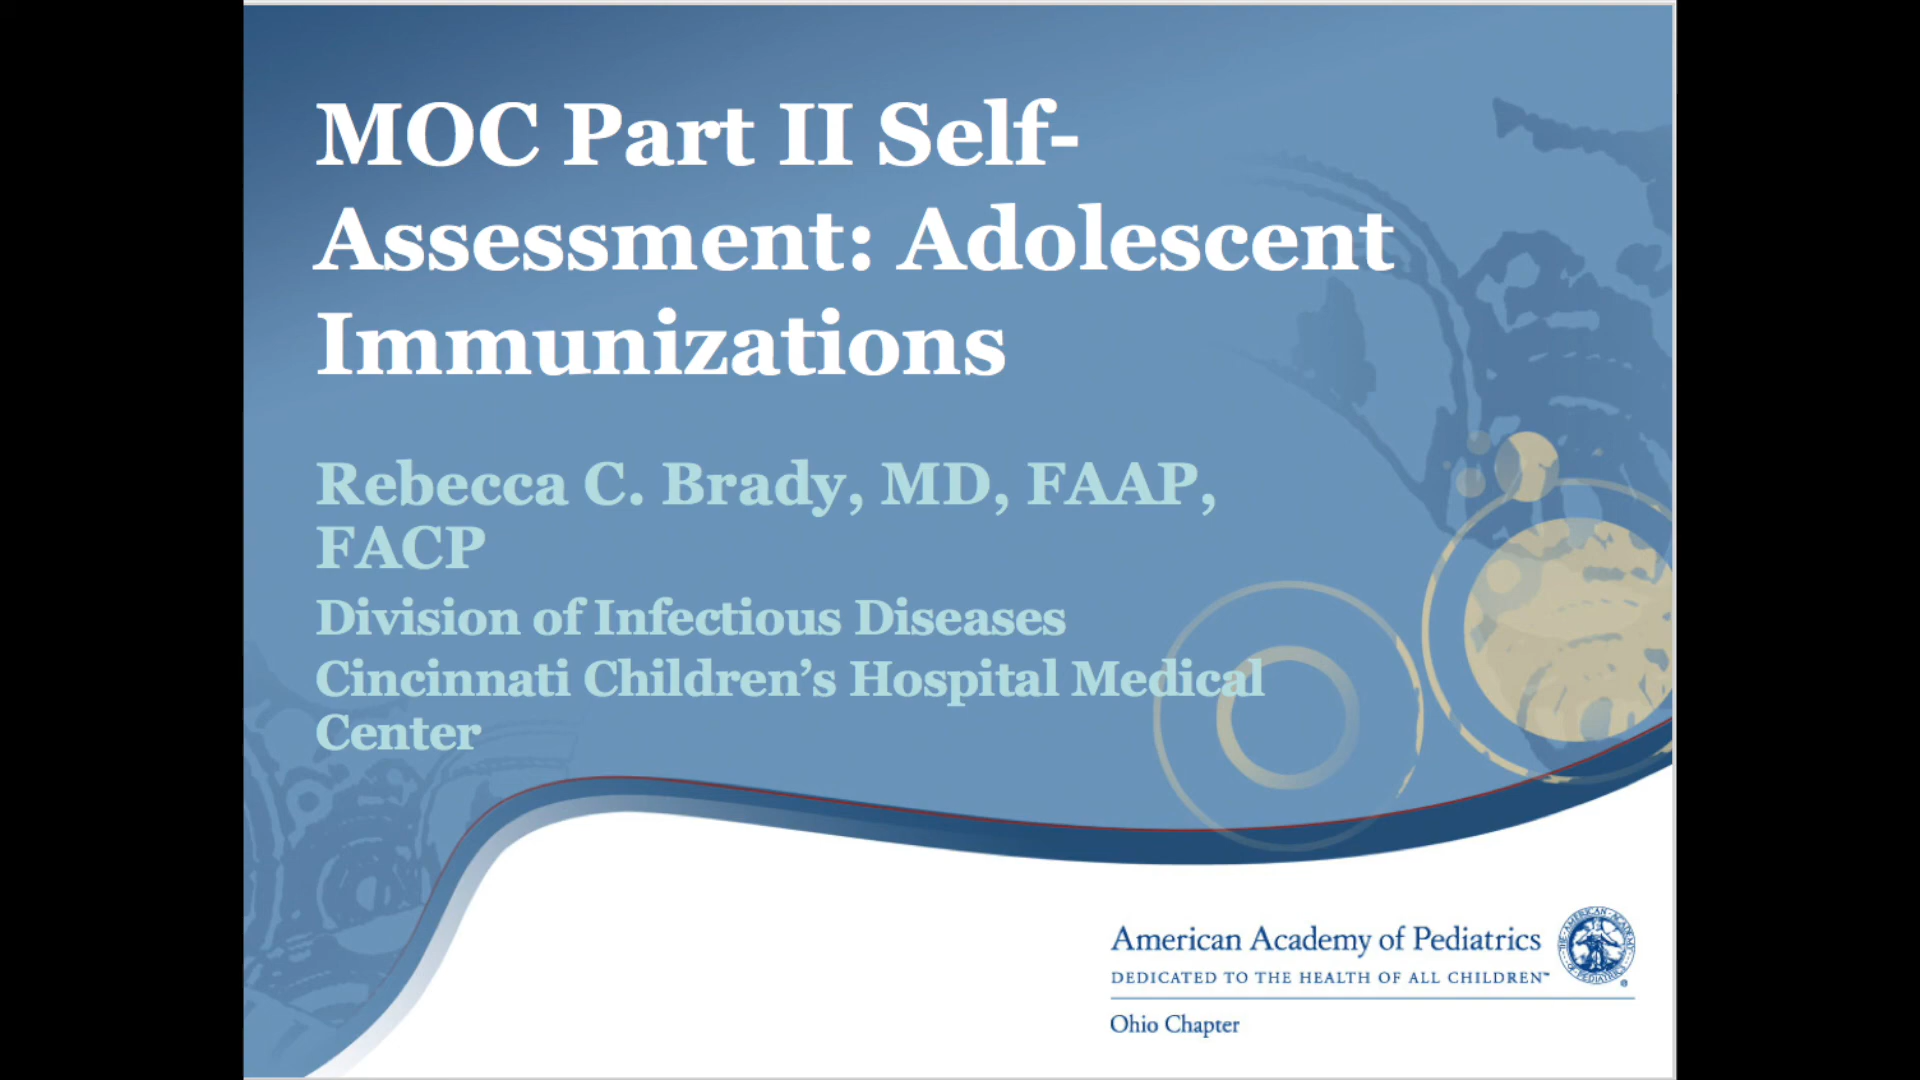 MOC Part II Self-
Assessment: Adolescent
Immunizations
Rebecca C. Brady, MD, FAAP,
FACP
Division of Infectious Diseases
Cincinnati Children’s Hospital Medical
Center
American Academy of Pediatrics
DEDICATED TO THE HEALTH OF ALL CHILDREN™
Ohio Chapter